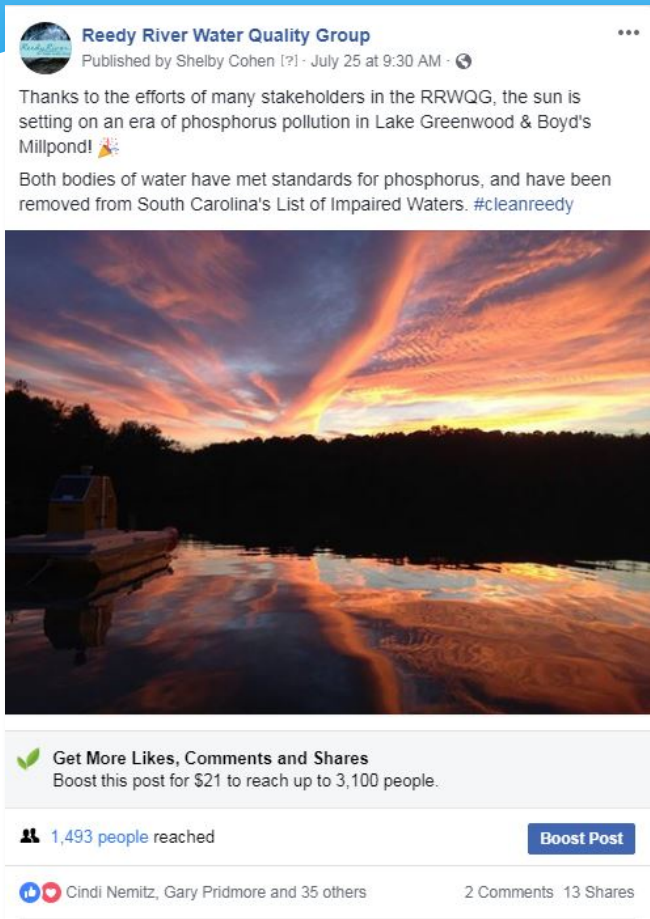 Reedy River Water Quality Group
Published by Shelby Cohen [?] · July 25 at 9:30 AM ·
Thanks to the efforts of many stakeholders in the RRWQG, the sun is
setting on an era of phosphorus pollution in Lake Greenwood & Boyd's
Millpond! 🎉
Both bodies of water have met standards for phosphorus, and have been
removed from South Carolina's List of Impaired Waters. #cleanreedy
Get More Likes, Comments and Shares
Boost this post for $21 to reach up to 3,100 people.
1,493 people reached
Boost Post
Cindi Nemitz, Gary Pridmore and 35 others
2 Comments 13 Shares